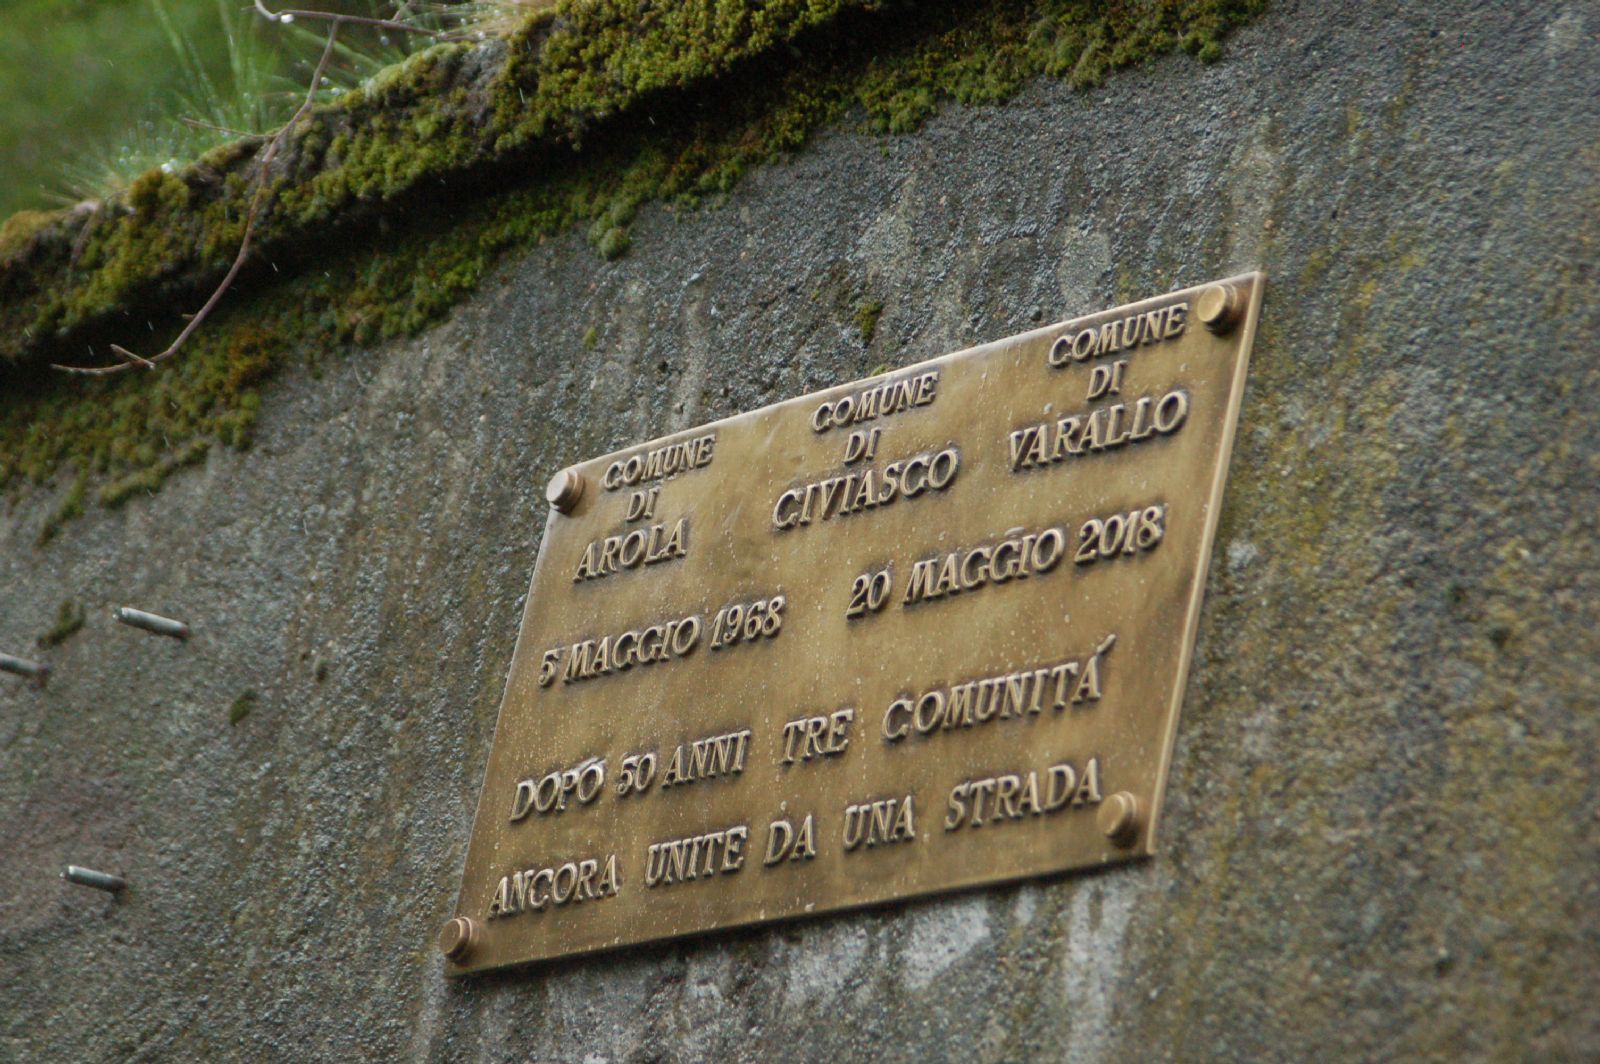 COMUNE
DI
AROLA
COMUNE
DI
CIVIASCO
COMUNE
DI
VARALLO
5 MAGGIO 1968 20 MAGGIO 2018
DOPÓ 50 ANNI TRE COMUNITÁ
ANCORA UNITE DA UNA STRADA